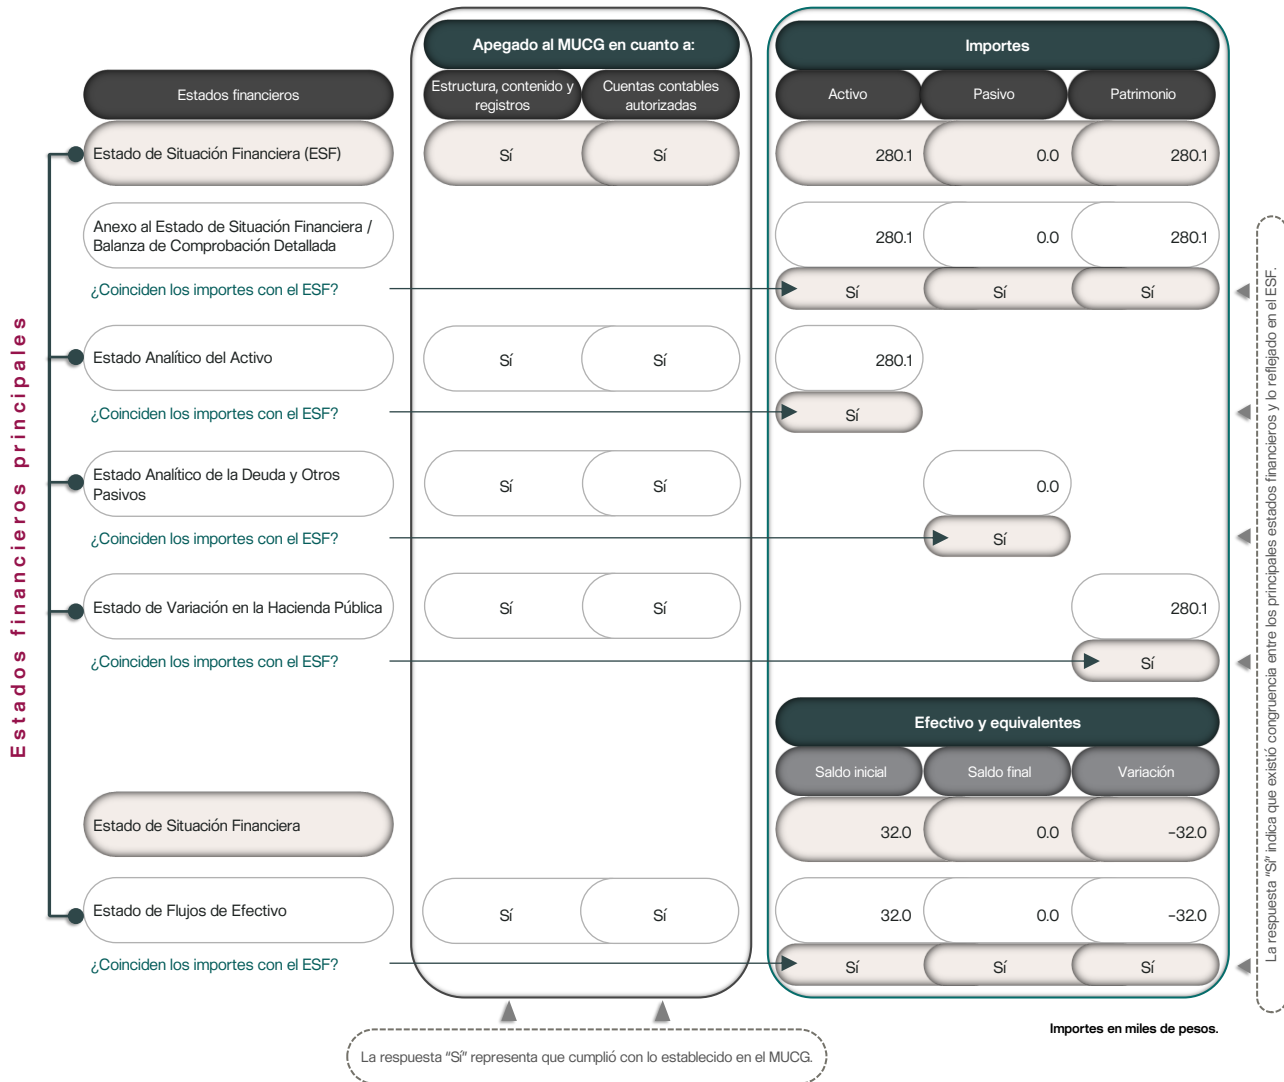 Apegado al MUCG en cuanto a:
Importes
Estados financieros
Estructura, contenido y
registros
Cuentas contables
autorizadas
Activo
Pasivo
Patrimonio
Estado de Situación Financiera (ESF)
Sí
Sí
280.1
0.0
280.1
Anexo al Estado de Situación Financiera /
Balanza de Comprobación Detallada
280.1
0.0
280.1
¿Coinciden los importes con el ESF?
Sí
Sí
Sí
Estado Analítico del Activo
Sí
Sí
280.1
¿Coinciden los importes con el ESF?
Sí
Estado Analítico de la Deuda y Otros
Pasivos
Sí
Sí
0.0
¿Coinciden los importes con el ESF?
Sí
Estado de Variación en la Hacienda Pública
Sí
Sí
280.1
¿Coinciden los importes con el ESF?
Sí
Efectivo y equivalentes
Saldo inicial
Saldo final
Variación
Estado de Situación Financiera
32.0
0.0
-32.0
Estado de Flujos de Efectivo
Sí
Sí
32.0
0.0
-32.0
¿Coinciden los importes con el ESF?
Sí
Sí
Sí
Importes en miles de pesos.
La respuesta "Sí" representa que cumplió con lo establecido en el MUCG.
Estados financieros principales
La respuesta "Sí" indica que existió congruencia entre los principales estados financieros y lo reflejado en el ESF.